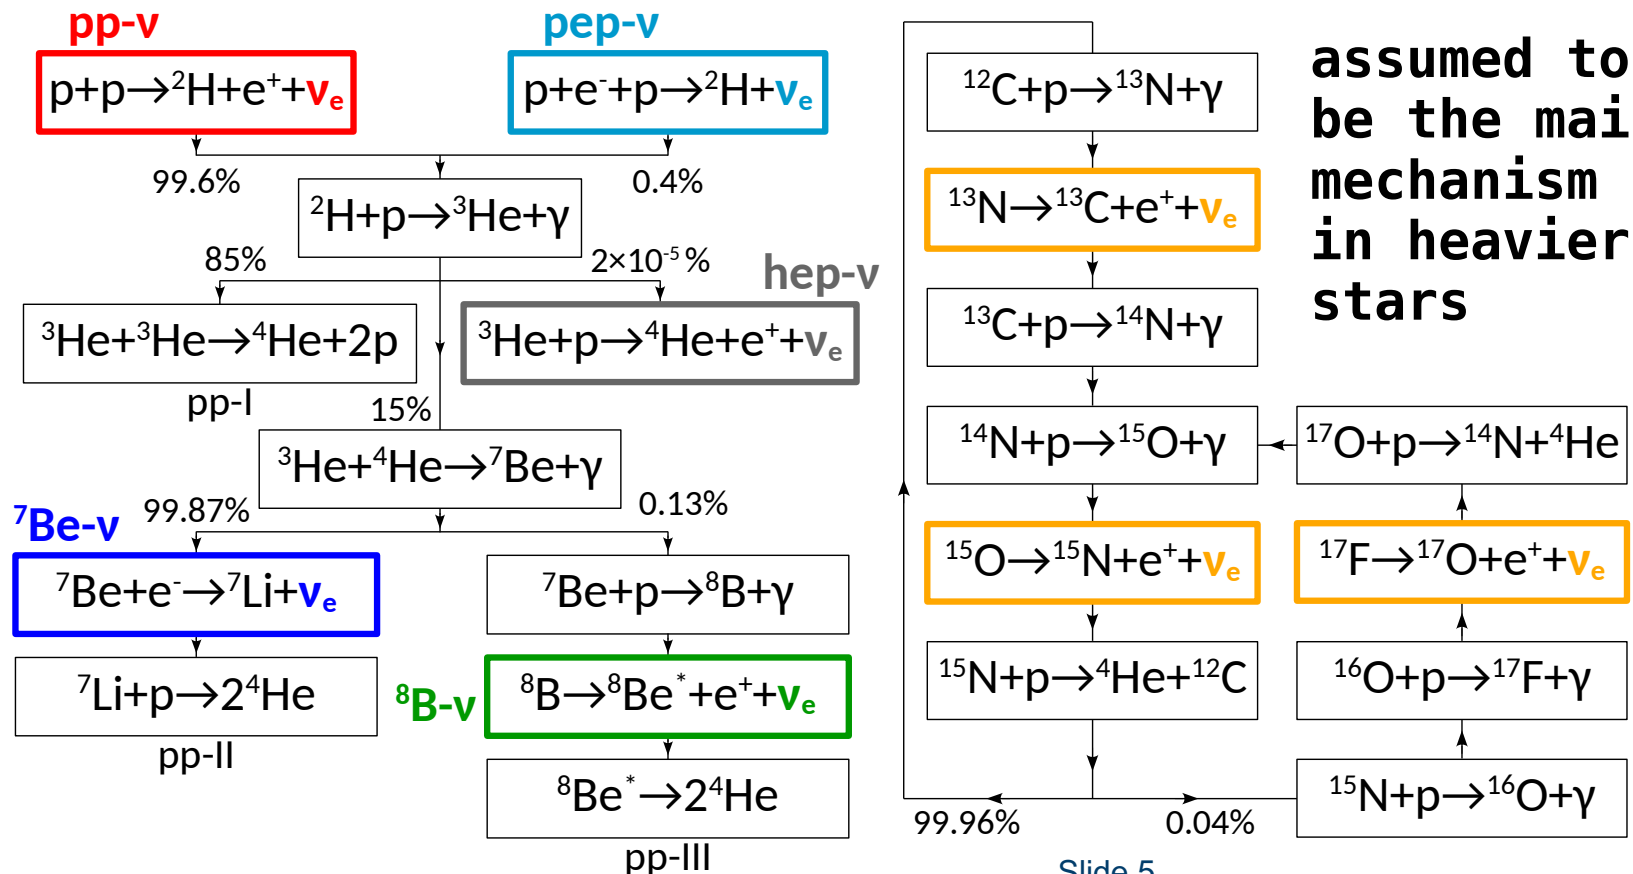 pp-ν
pep-ν
p+p→²H+e⁺+νₑ
p+e⁻+p→²H+νₑ
99.6%
0.4%
²H+p→³He+γ
85%
2×10⁻⁵ %
hep-ν
³He+³He→⁴He+2p
³He+p→⁴He+e⁺+νₑ
pp-I
15%
³He+⁴He→⁷Be+γ
⁷Be-ν
99.87%
0.13%
⁷Be+e⁻→⁷Li+νₑ
⁷Be+p→⁸B+γ
⁷Li+p→2⁴He
⁸B-ν
⁸B→⁸Be*+e⁺+νₑ
pp-II
⁸Be*→2⁴He
pp-III
¹²C+p→¹³N+γ
¹³N→¹³C+e⁺+νₑ
¹³C+p→¹⁴N+γ
¹⁴N+p→¹⁵O+γ
¹⁷O+p→¹⁴N+⁴He
¹⁵O→¹⁵N+e⁺+νₑ
¹⁷F→¹⁷O+e⁺+νₑ
¹⁵N+p→⁴He+¹²C
¹⁶O+p→¹⁷F+γ
¹⁵N+p→¹⁶O+γ
99.96%
0.04%
assumed to
be the mai
mechanism
in heavier
stars
Slide 5